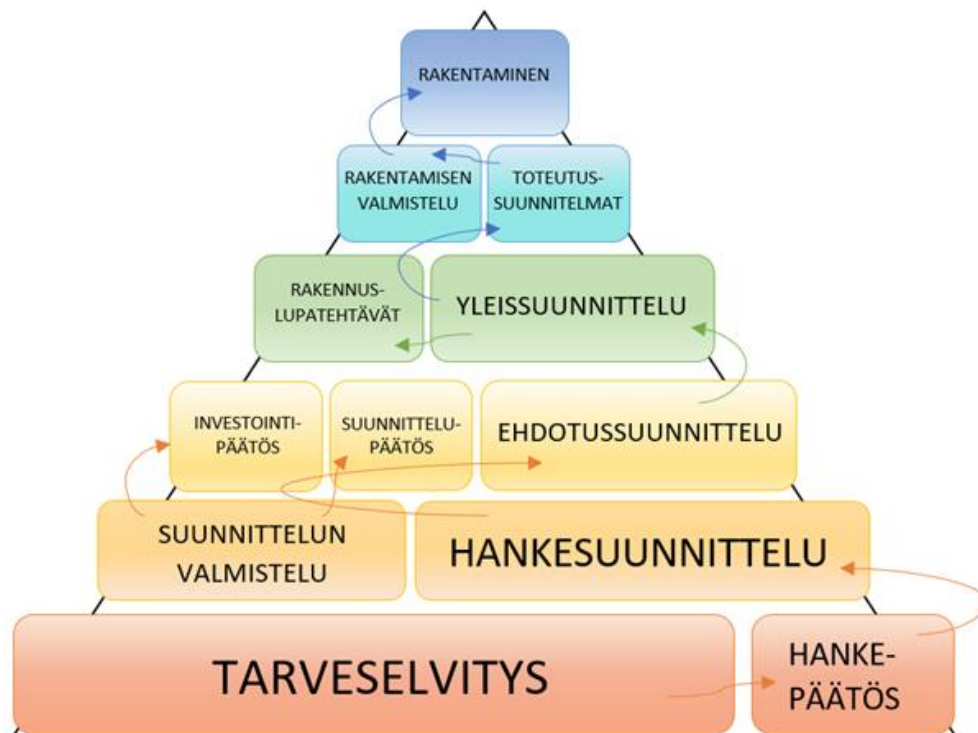 RAKENTAMINEN
RAKENTAMISEN
VALMISTELU
TOTEUTUS-
SUUNNITELMAT
RAKENNUS-
LUPATEHTÄVÄT
YLEISSUUNNITTELU
INVESTOINTI-
PÄÄTÖS
SUUNNITTELU-
PÄÄTÖS
EHDOTUSSUUNNITTELU
SUUNNITTELUN
VALMISTELU
HANKESUUNNITTELU
TARVESELVITYS
HANKE-
PÄÄTÖS